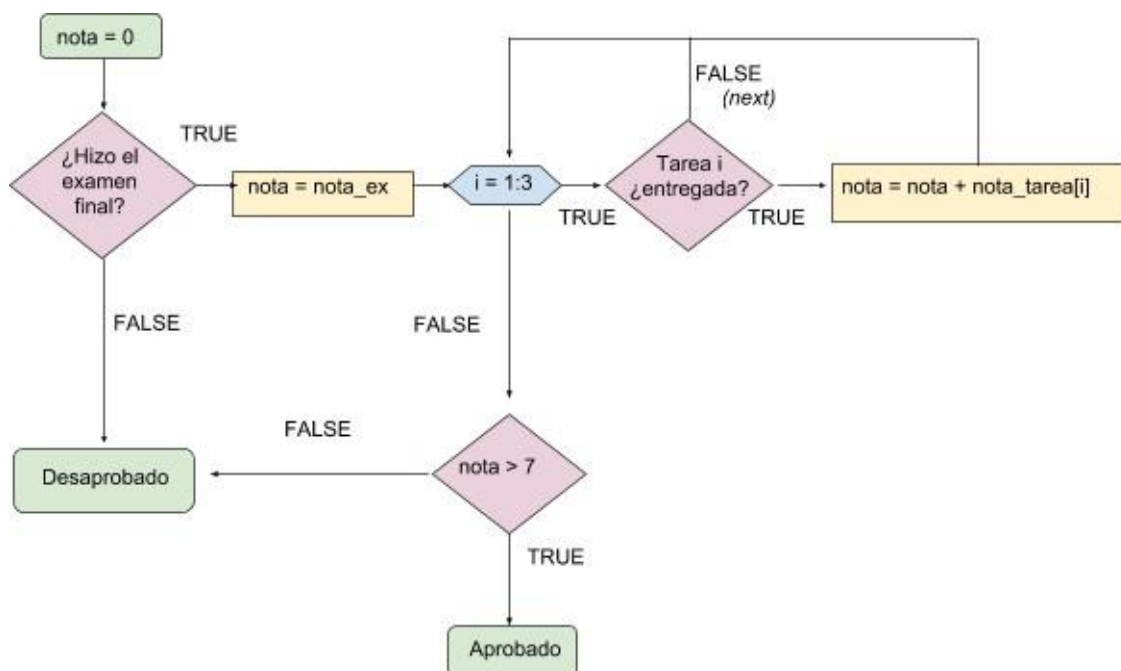 nota = 0
FALSE
(next)
TRUE
¿Hizo el
examen
final?
nota = nota_ex
i = 1:3
Tarea i
¿entregada?
nota = nota + nota_tarea[i]
TRUE
TRUE
FALSE
FALSE
FALSE
Desaprobado
nota > 7
TRUE
Aprobado